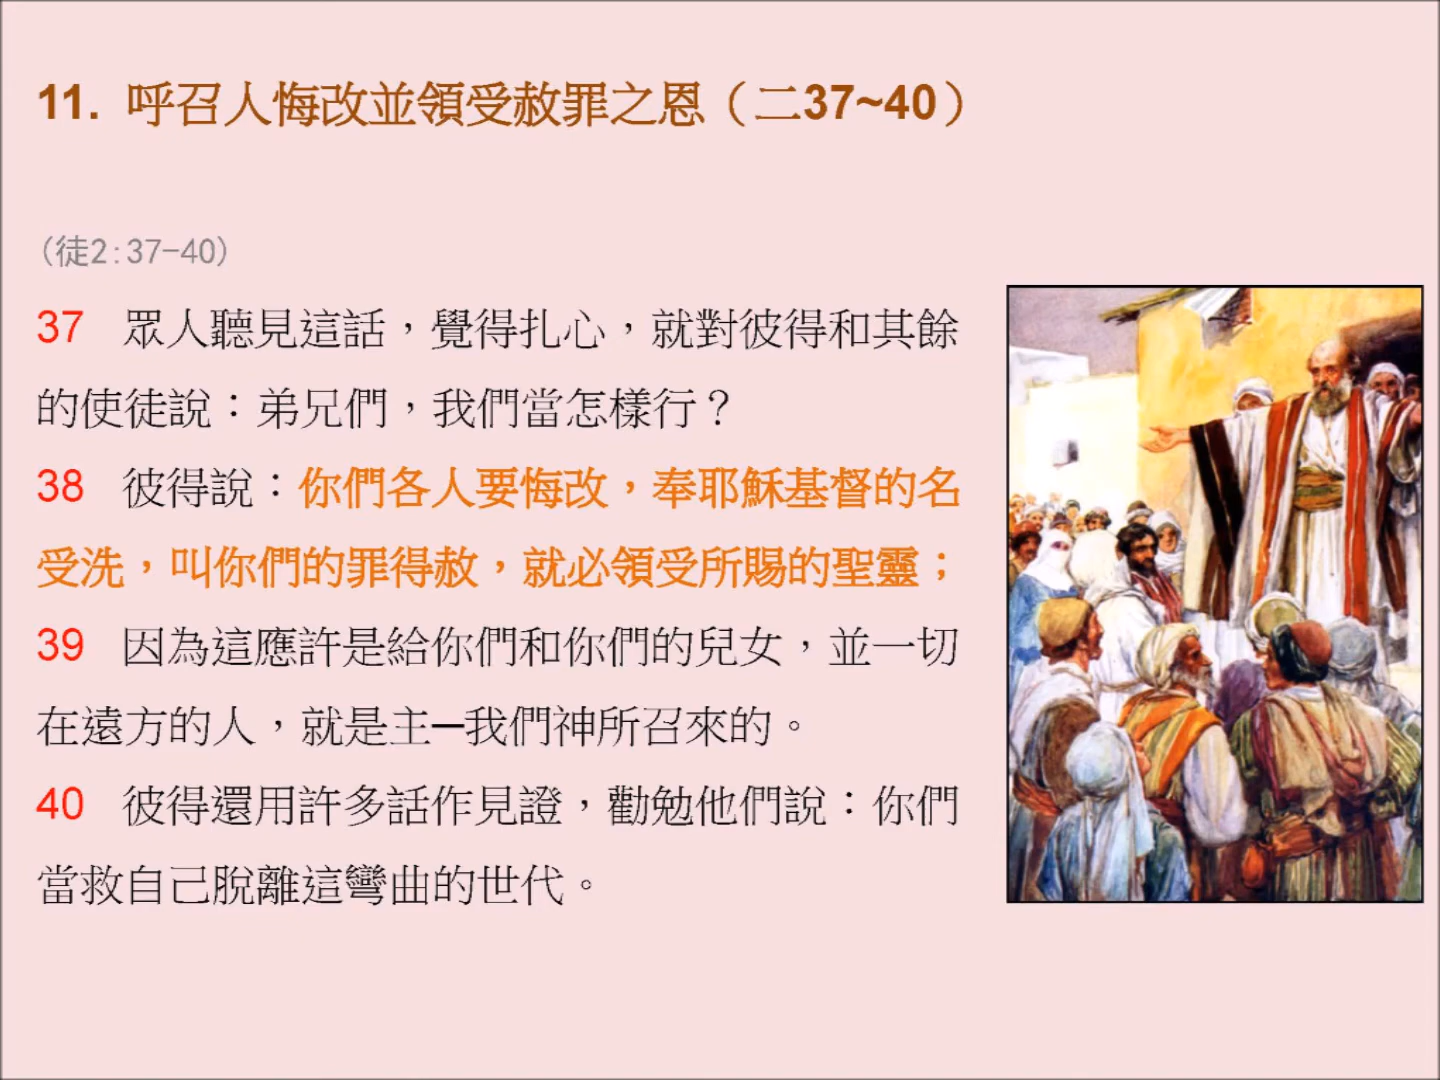 11. 呼召人悔改並領受赦罪之恩（二37~40）
(徒2:37-40)
37 眾人聽見這話，覺得扎心，就對彼得和其餘
的使徒說：弟兄們，我們當怎樣行？
38 彼得說：你們各人要悔改，奉耶穌基督的名
受洗，叫你們的罪得赦，就必領受所賜的聖靈；
39 因為這應許是給你們和你們的兒女，並一切
在遠方的人，就是主—我們神所召來的。
40 彼得還用許多話作見證，勸勉他們說：你們
當救自己脫離這彎曲的世代。